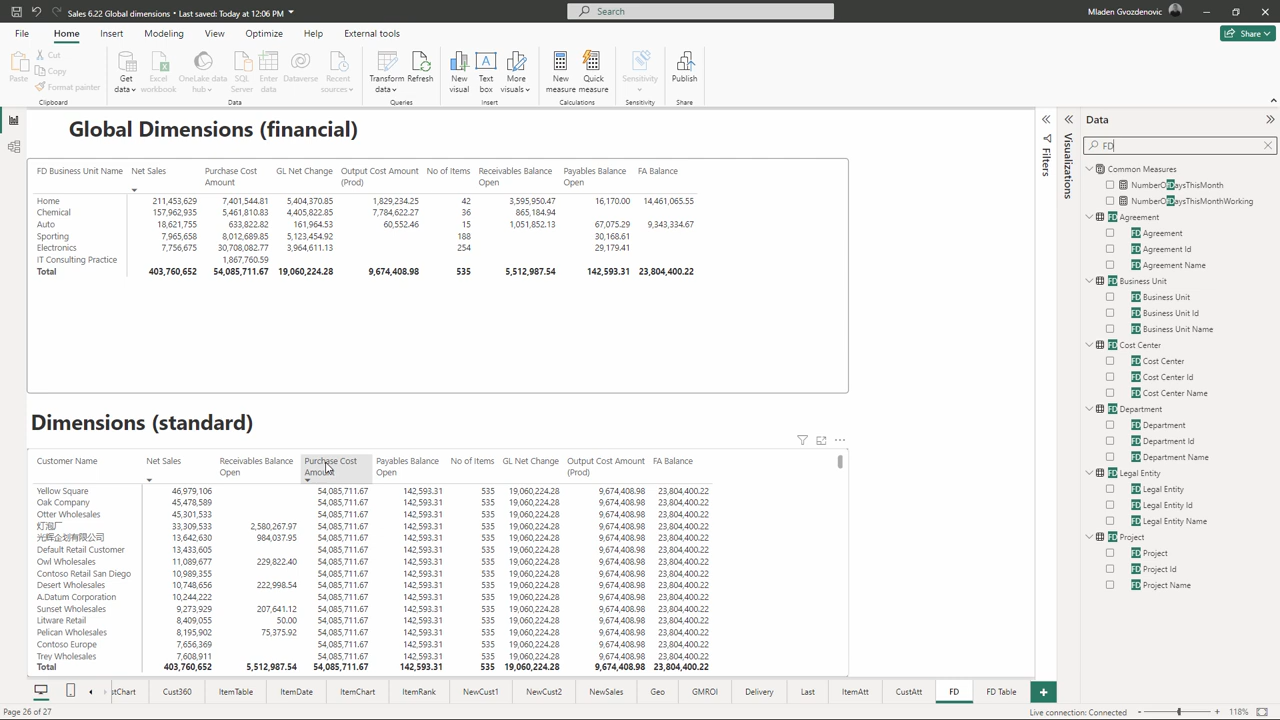 Sales 6.22 Global dimensions • Last saved: Today at 12:06 PM
Search
Mladen Gvozdenovic
File Home Insert Modeling View Optimize Help External tools
Share
Paste
Cut
Copy
Format painter
Get data
Excel workbook
OneLake data hub
SQL Server
Enter data
Dataverse
Recent sources
Transform data
Refresh
New visual
Text box
More visuals
New measure
Quick measure
Sensitivity
Publish
Clipboard Data Queries Insert Calculations Sensitivity Share
Global Dimensions (financial)
FD Business Unit Name Net Sales Purchase Cost Amount GL Net Change Output Cost Amount (Prod) No of Items Receivables Balance Open Payables Balance Open FA Balance
Home 211,453,629 7,401,544.81 5,404,370.85 1,829,234.25 42 3,595,950.47 16,170.00 14,461,065.55
Chemical 157,962,935 5,461,810.83 4,405,822.85 7,784,622.27 36 865,184.94
Auto 18,621,755 633,822.82 161,964.53 60,552.46 15 1,051,852.13 67,075.29 9,343,334.67
Sporting 7,965,658 8,012,689.85 5,123,454.92 188 30,168.61
Electronics 7,756,675 30,708,082.77 3,964,611.13 254 29,179.41
IT Consulting Practice 1,867,760.59
Total 403,760,652 54,085,711.67 19,060,224.28 9,674,408.98 535 5,512,987.54 142,593.31 23,804,400.22
Dimensions (standard)
Customer Name Net Sales Receivables Balance Open Purchase Cost Amount Payables Balance Open No of Items GL Net Change Output Cost Amount (Prod) FA Balance
Yellow Square 46,979,106 54,085,711.67 142,593.31 535 19,060,224.28 9,674,408.98 23,804,400.22
Oak Company 45,478,589 54,085,711.67 142,593.31 535 19,060,224.28 9,674,408.98 23,804,400.22
Otter Wholesales 45,301,533 54,085,711.67 142,593.31 535 19,060,224.28 9,674,408.98 23,804,400.22
灯泡厂 33,309,533 2,580,267.97 54,085,711.67 142,593.31 535 19,060,224.28 9,674,408.98 23,804,400.22
光辉企划有限公司 13,642,630 984,037.95 54,085,711.67 142,593.31 535 19,060,224.28 9,674,408.98 23,804,400.22
Default Retail Customer 13,433,605 54,085,711.67 142,593.31 535 19,060,224.28 9,674,408.98 23,804,400.22
Owl Wholesales 11,089,677 229,822.40 54,085,711.67 142,593.31 535 19,060,224.28 9,674,408.98 23,804,400.22
Contoso Retail San Diego 10,989,355 54,085,711.67 142,593.31 535 19,060,224.28 9,674,408.98 23,804,400.22
Desert Wholesales 10,748,656 222,998.54 54,085,711.67 142,593.31 535 19,060,224.28 9,674,408.98 23,804,400.22
A.Datum Corporation 10,244,222 54,085,711.67 142,593.31 535 19,060,224.28 9,674,408.98 23,804,400.22
Sunset Wholesales 9,273,929 207,641.12 54,085,711.67 142,593.31 535 19,060,224.28 9,674,408.98 23,804,400.22
Litware Retail 8,409,055 50.00 54,085,711.67 142,593.31 535 19,060,224.28 9,674,408.98 23,804,400.22
Pelican Wholesales 8,195,902 75,375.92 54,085,711.67 142,593.31 535 19,060,224.28 9,674,408.98 23,804,400.22
Contoso Europe 7,656,369 54,085,711.67 142,593.31 535 19,060,224.28 9,674,408.98 23,804,400.22
Trey Wholesales 7,608,911 54,085,711.67 142,593.31 535 19,060,224.28 9,674,408.98 23,804,400.22
Total 403,760,652 5,512,987.54 54,085,711.67 142,593.31 535 19,060,224.28 9,674,408.98 23,804,400.22
Filters
Visualizations
Data
FD
Common Measures
NumberOfDaysThisMonth
NumberOfDaysThisMonthWorking
FD Agreement
FD Agreement
FD Agreement Id
FD Agreement Name
FD Business Unit
FD Business Unit
FD Business Unit Id
FD Business Unit Name
FD Cost Center
FD Cost Center
FD Cost Center Id
FD Cost Center Name
FD Department
FD Department
FD Department Id
FD Department Name
FD Legal Entity
FD Legal Entity
FD Legal Entity Id
FD Legal Entity Name
FD Project
FD Project
FD Project Id
FD Project Name
stChart Cust360 ItemTable ItemDate ItemChart ItemRank NewCust1 NewCust2 NewSales Geo GMROI Delivery Last ItemAtt CustAtt FD FD Table
Page 26 of 27
Live connection: Connected
118%